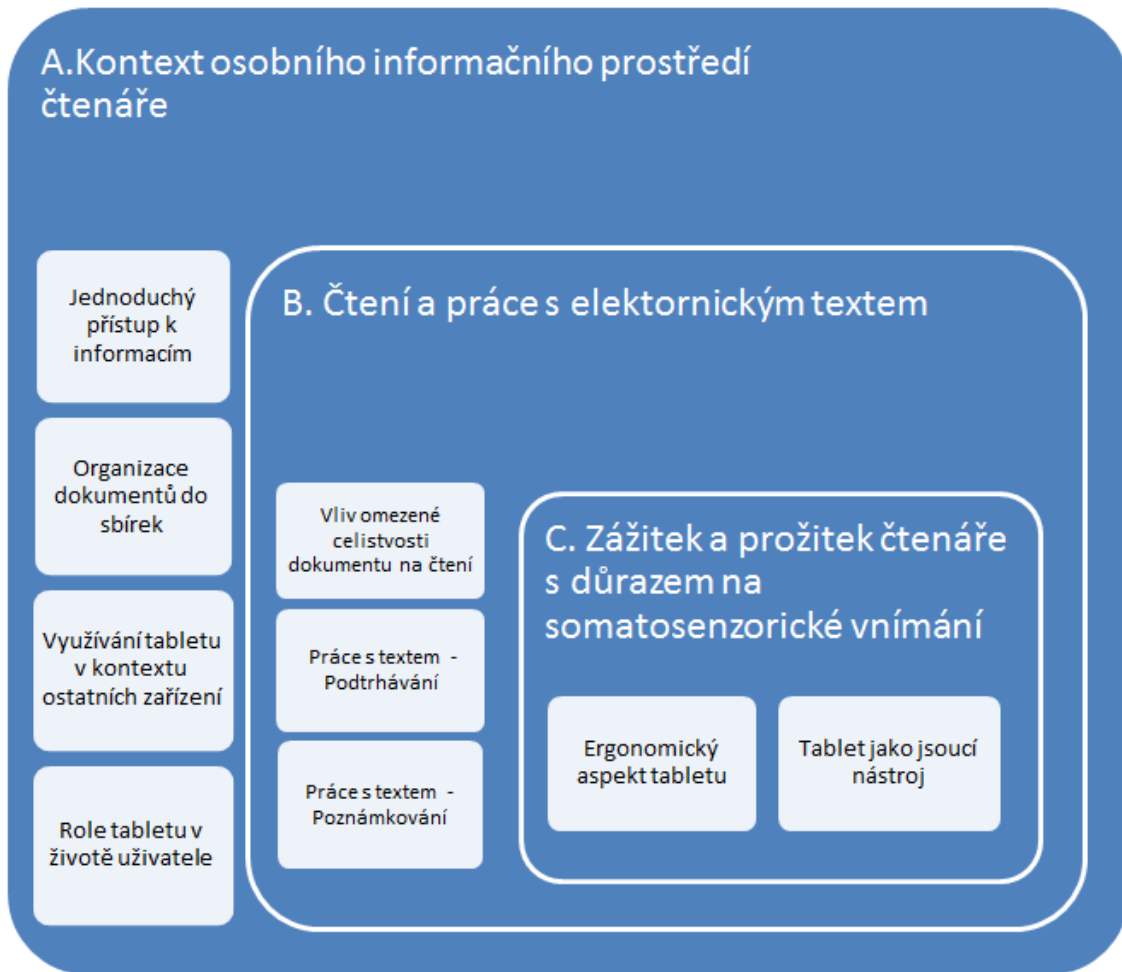 A.Kontext osobního informačního prostředí
čtenáře
Jednoduchý
přístup k
informacím
Organizace
dokumentů do
sbírek
Využívání tabletu
v kontextu
ostatních zařízení
Role tabletu v
životě uživatele
B. Čtení a práce s elektornickým textem
Vliv omezené
celistvosti
dokumentu na čtení
Práce s textem -
Podtrhávání
Práce s textem -
Poznámkování
C. Zážitek a prožitek čtenáře
s důrazem na
somatosenzorické vnímání
Ergonomický
aspekt tabletu
Tablet jako jsoucí
nástroj